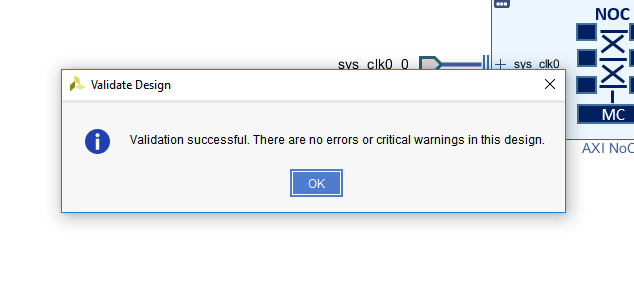 NOC
sys_clk0_0
sys_clk0
Validate Design
Validation successful. There are no errors or critical warnings in this design.
MC
OK
AXI NoC